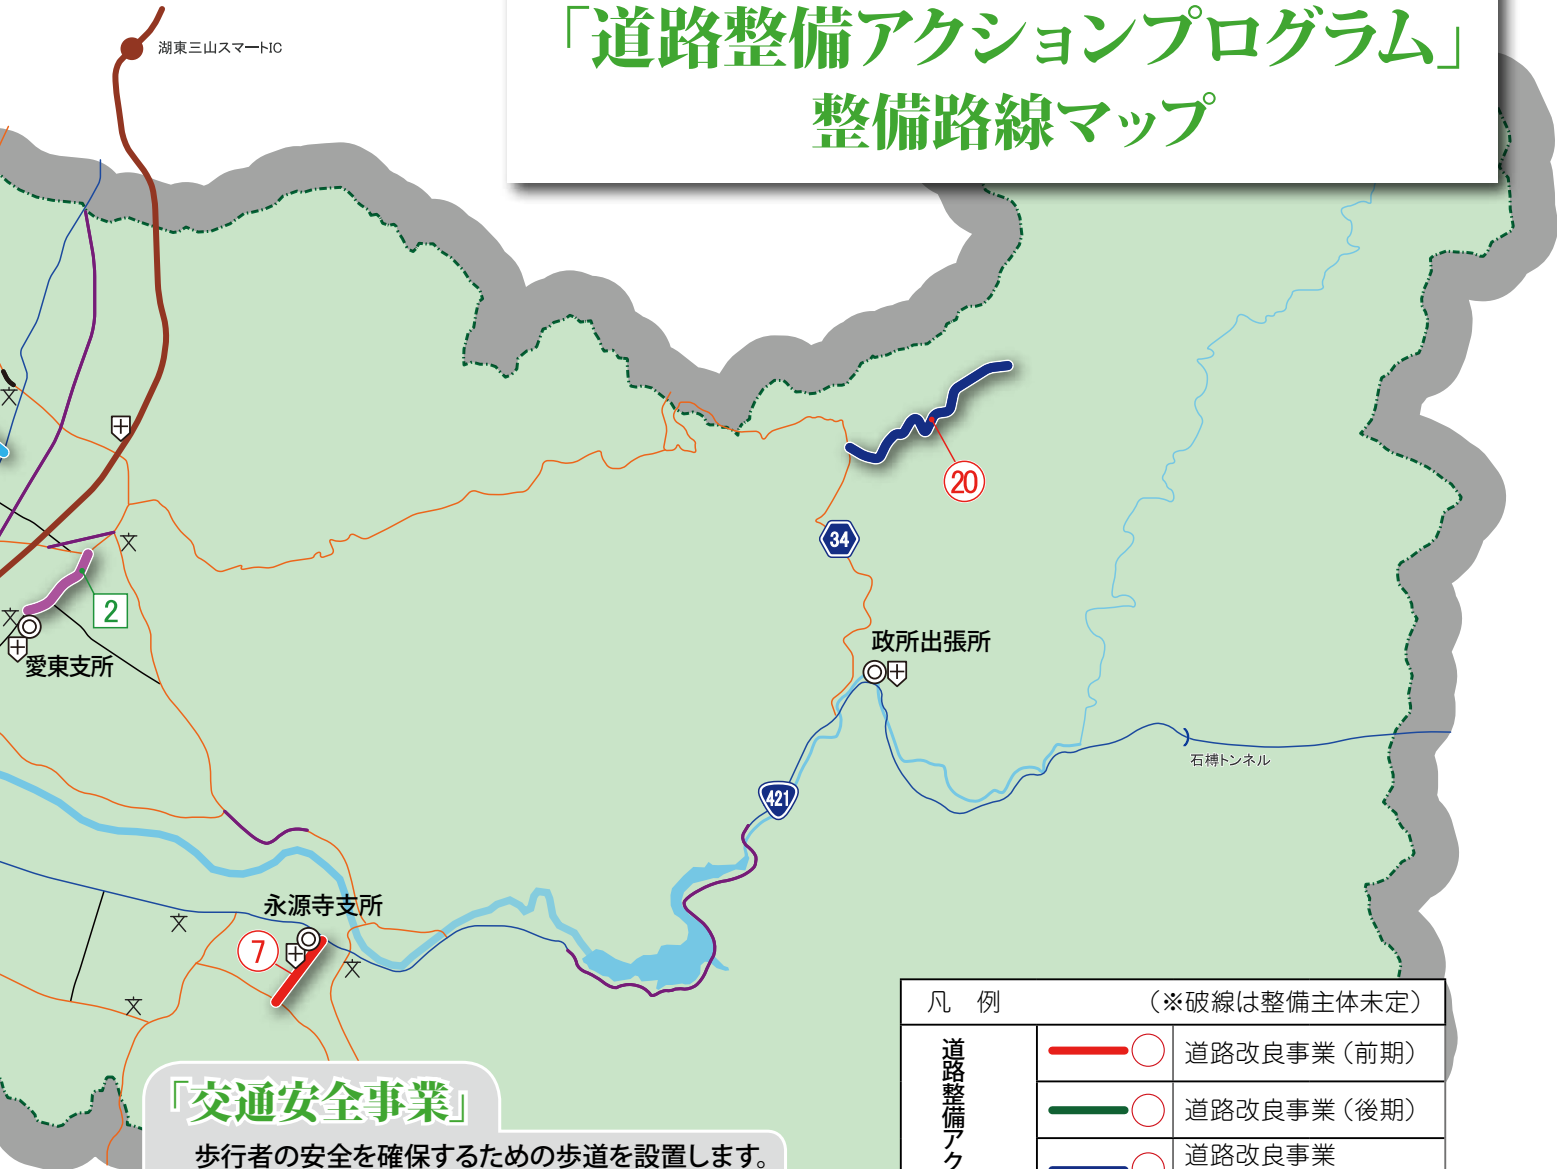 「道路整備アクションプログラム」
整備路線マップ
湖東三山スマートIC
20
34
2
愛東支所
政所出張所
石榑トンネル
421
永源寺支所
7
凡 例 (※破線は整備主体未定)
道路整備アク
道路改良事業(前期)
道路改良事業(後期)
道路改良事業
「交通安全事業」
歩行者の安全を確保するための歩道を設置します。